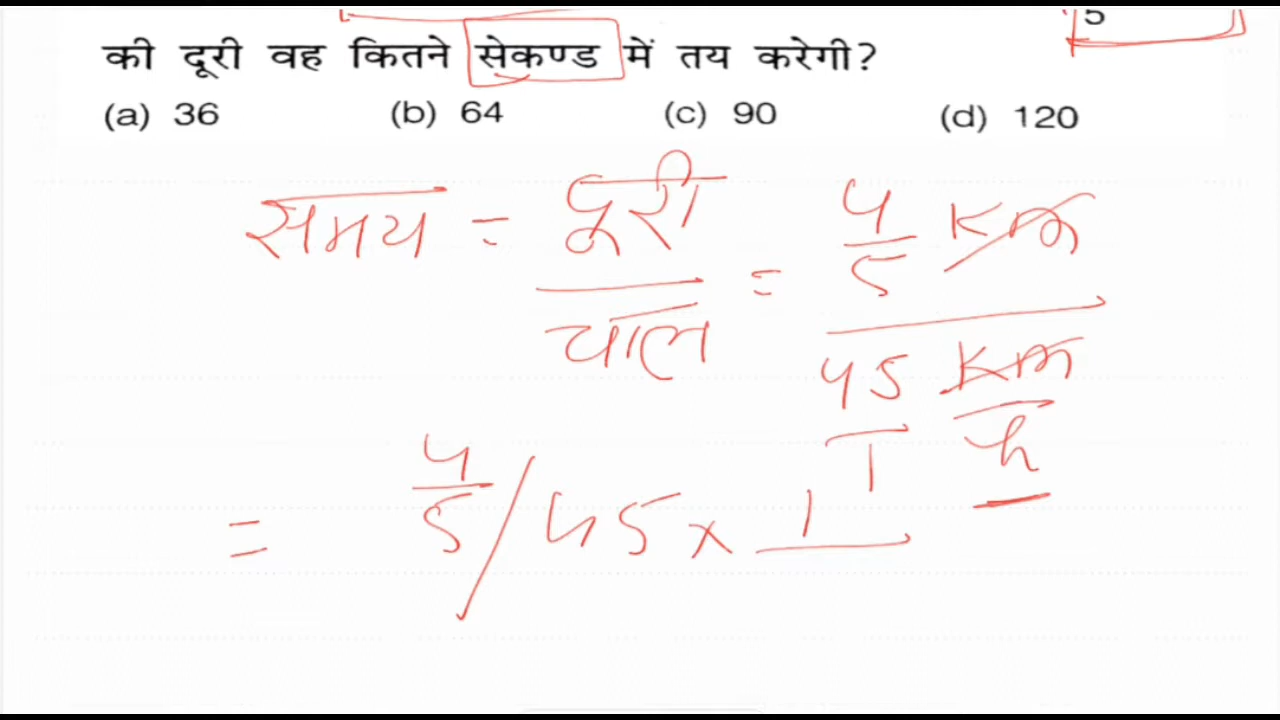 5
की दूरी वह कितने सेकण्ड में तय करेगी?
(a) 36 (b) 64 (c) 90 (d) 120
समय = दूरी / चाल = 4/5 Km / 45/1 Km/h
= 4/5 / 45 × 1